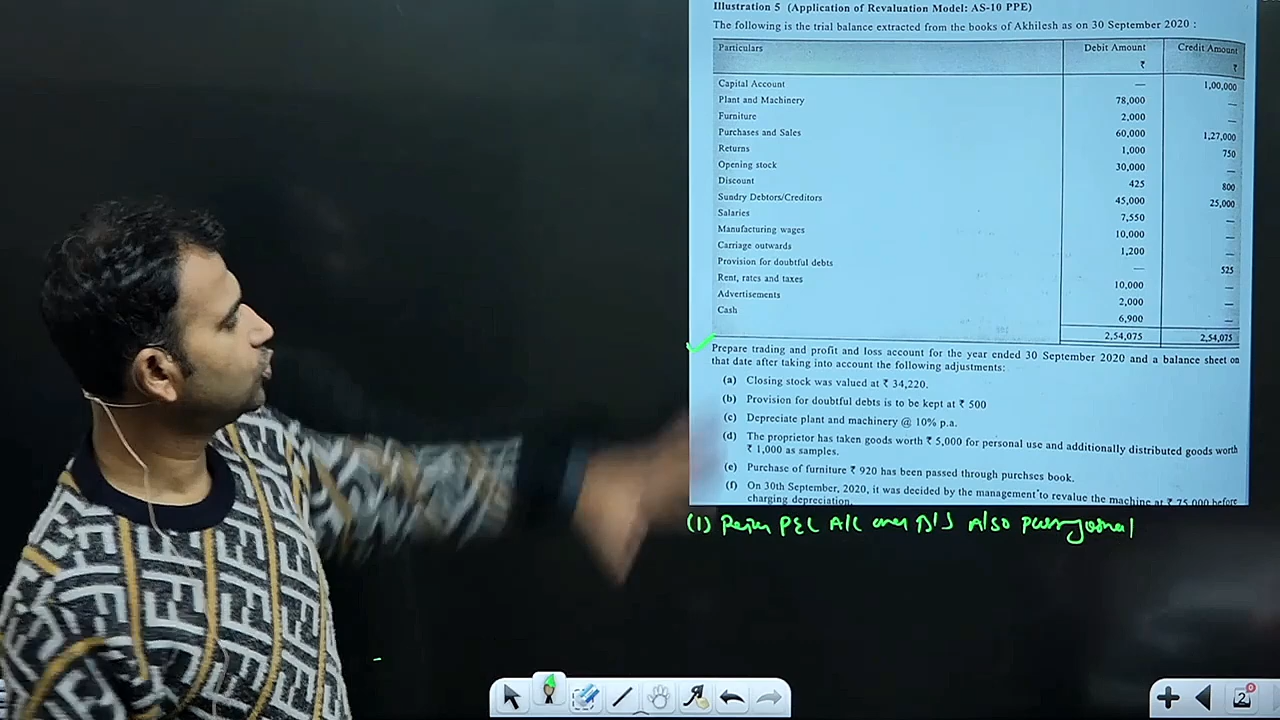 Illustration 5 (Application of Revaluation Model: AS-10 PPE)
The following is the trial balance extracted from the books of Akhilesh as on 30 September 2020 :
Particulars Debit Amount Credit Amount
₹ ₹
Capital Account — 1,00,000
Plant and Machinery 78,000 —
Furniture 2,000 —
Purchases and Sales 60,000 1,27,000
Returns 1,000 750
Opening stock 30,000 —
Discount 425 800
Sundry Debtors/Creditors 45,000 25,000
Salaries 7,550 —
Manufacturing wages 10,000 —
Carriage outwards 1,200 —
Provision for doubtful debts — 525
Rent, rates and taxes 10,000 —
Advertisements 2,000 —
Cash 6,900 —
2,54,075 2,54,075
Prepare trading and profit and loss account for the year ended 30 September 2020 and a balance sheet on
that date after taking into account the following adjustments:
(a) Closing stock was valued at ₹ 34,220.
(b) Provision for doubtful debts is to be kept at ₹ 500
(c) Depreciate plant and machinery @ 10% p.a.
(d) The proprietor has taken goods worth ₹ 5,000 for personal use and additionally distributed goods worth
₹ 1,000 as samples.
(e) Purchase of furniture ₹ 920 has been passed through purchses book.
(f) On 30th September, 2020, it was decided by the management to revalue the machine at ₹ 75,000 before
charging depreciation.
(1) P&L A/c B/S Also
2